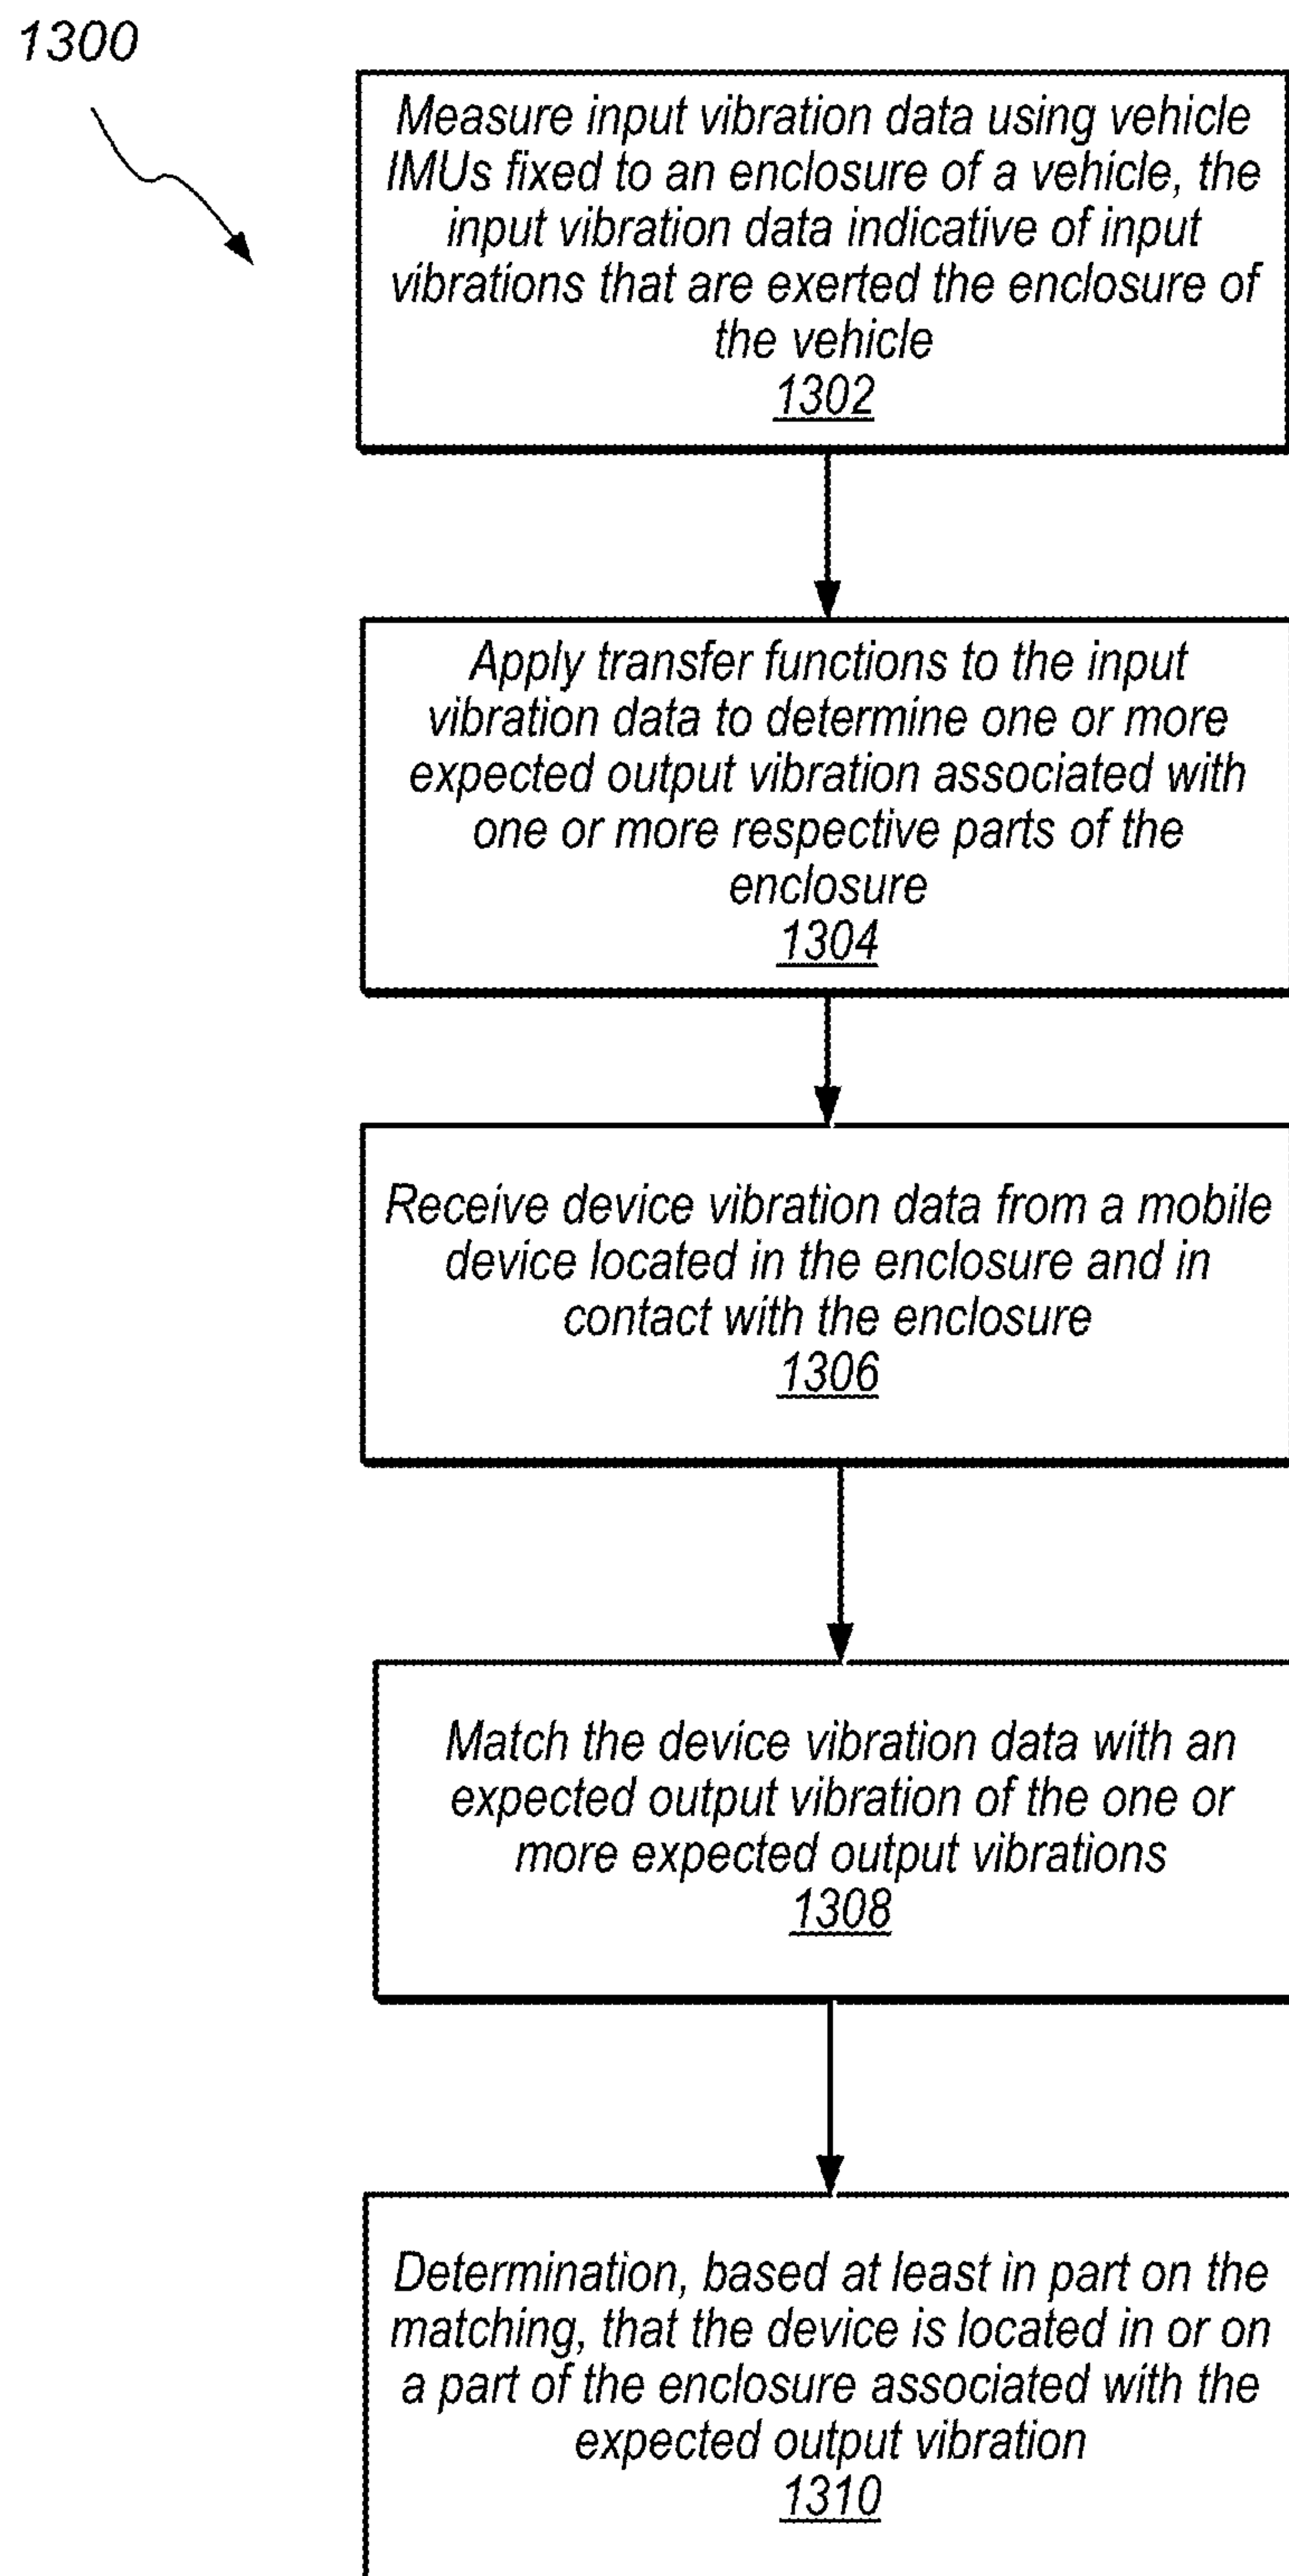 1300
Measure input vibration data using vehicle
IMUs fixed to an enclosure of a vehicle, the
input vibration data indicative of input
vibrations that are exerted the enclosure of
the vehicle
1302
Apply transfer functions to the input
vibration data to determine one or more
expected output vibration associated with
one or more respective parts of the
enclosure
1304
Receive device vibration data from a mobile
device located in the enclosure and in
contact with the enclosure
1306
Match the device vibration data with an
expected output vibration of the one or
more expected output vibrations
1308
Determination, based at least in part on the
matching, that the device is located in or on
a part of the enclosure associated with the
expected output vibration
1310